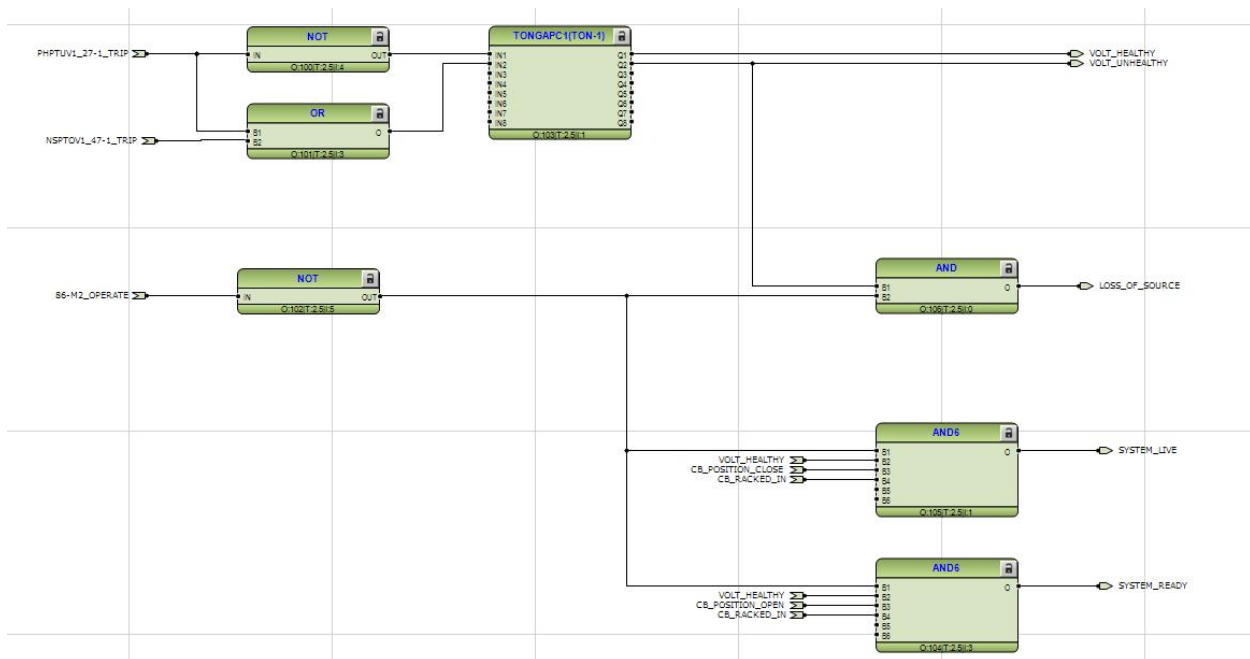 NOT
PHPTUV1_27-1_TRIP
IN OUT
O:100|T:2.5|I:4
OR
B1 O
B2
NSPTOV1_47-1_TRIP
O:101|T:2.5|I:3
TONGAPC1(TON-1)
IN1 Q1
IN2 Q2
IN3 Q3
IN4 Q4
IN5 Q5
IN6 Q6
IN7 Q7
IN8 Q8
O:103|T:2.5|I:1
VOLT_HEALTHY
VOLT_UNHEALTHY
NOT
86-M2_OPERATE
IN OUT
O:102|T:2.5|I:5
AND
B1 O
B2
O:106|T:2.5|I:0
LOSS_OF_SOURCE
AND6
B1 O
B2
B3
B4
B5
B6
O:105|T:2.5|I:1
VOLT_HEALTHY
CB_POSITION_CLOSE
CB_RACKED_IN
SYSTEM_LIVE
AND6
B1 O
B2
B3
B4
B5
B6
O:104|T:2.5|I:3
VOLT_HEALTHY
CB_POSITION_OPEN
CB_RACKED_IN
SYSTEM_READY